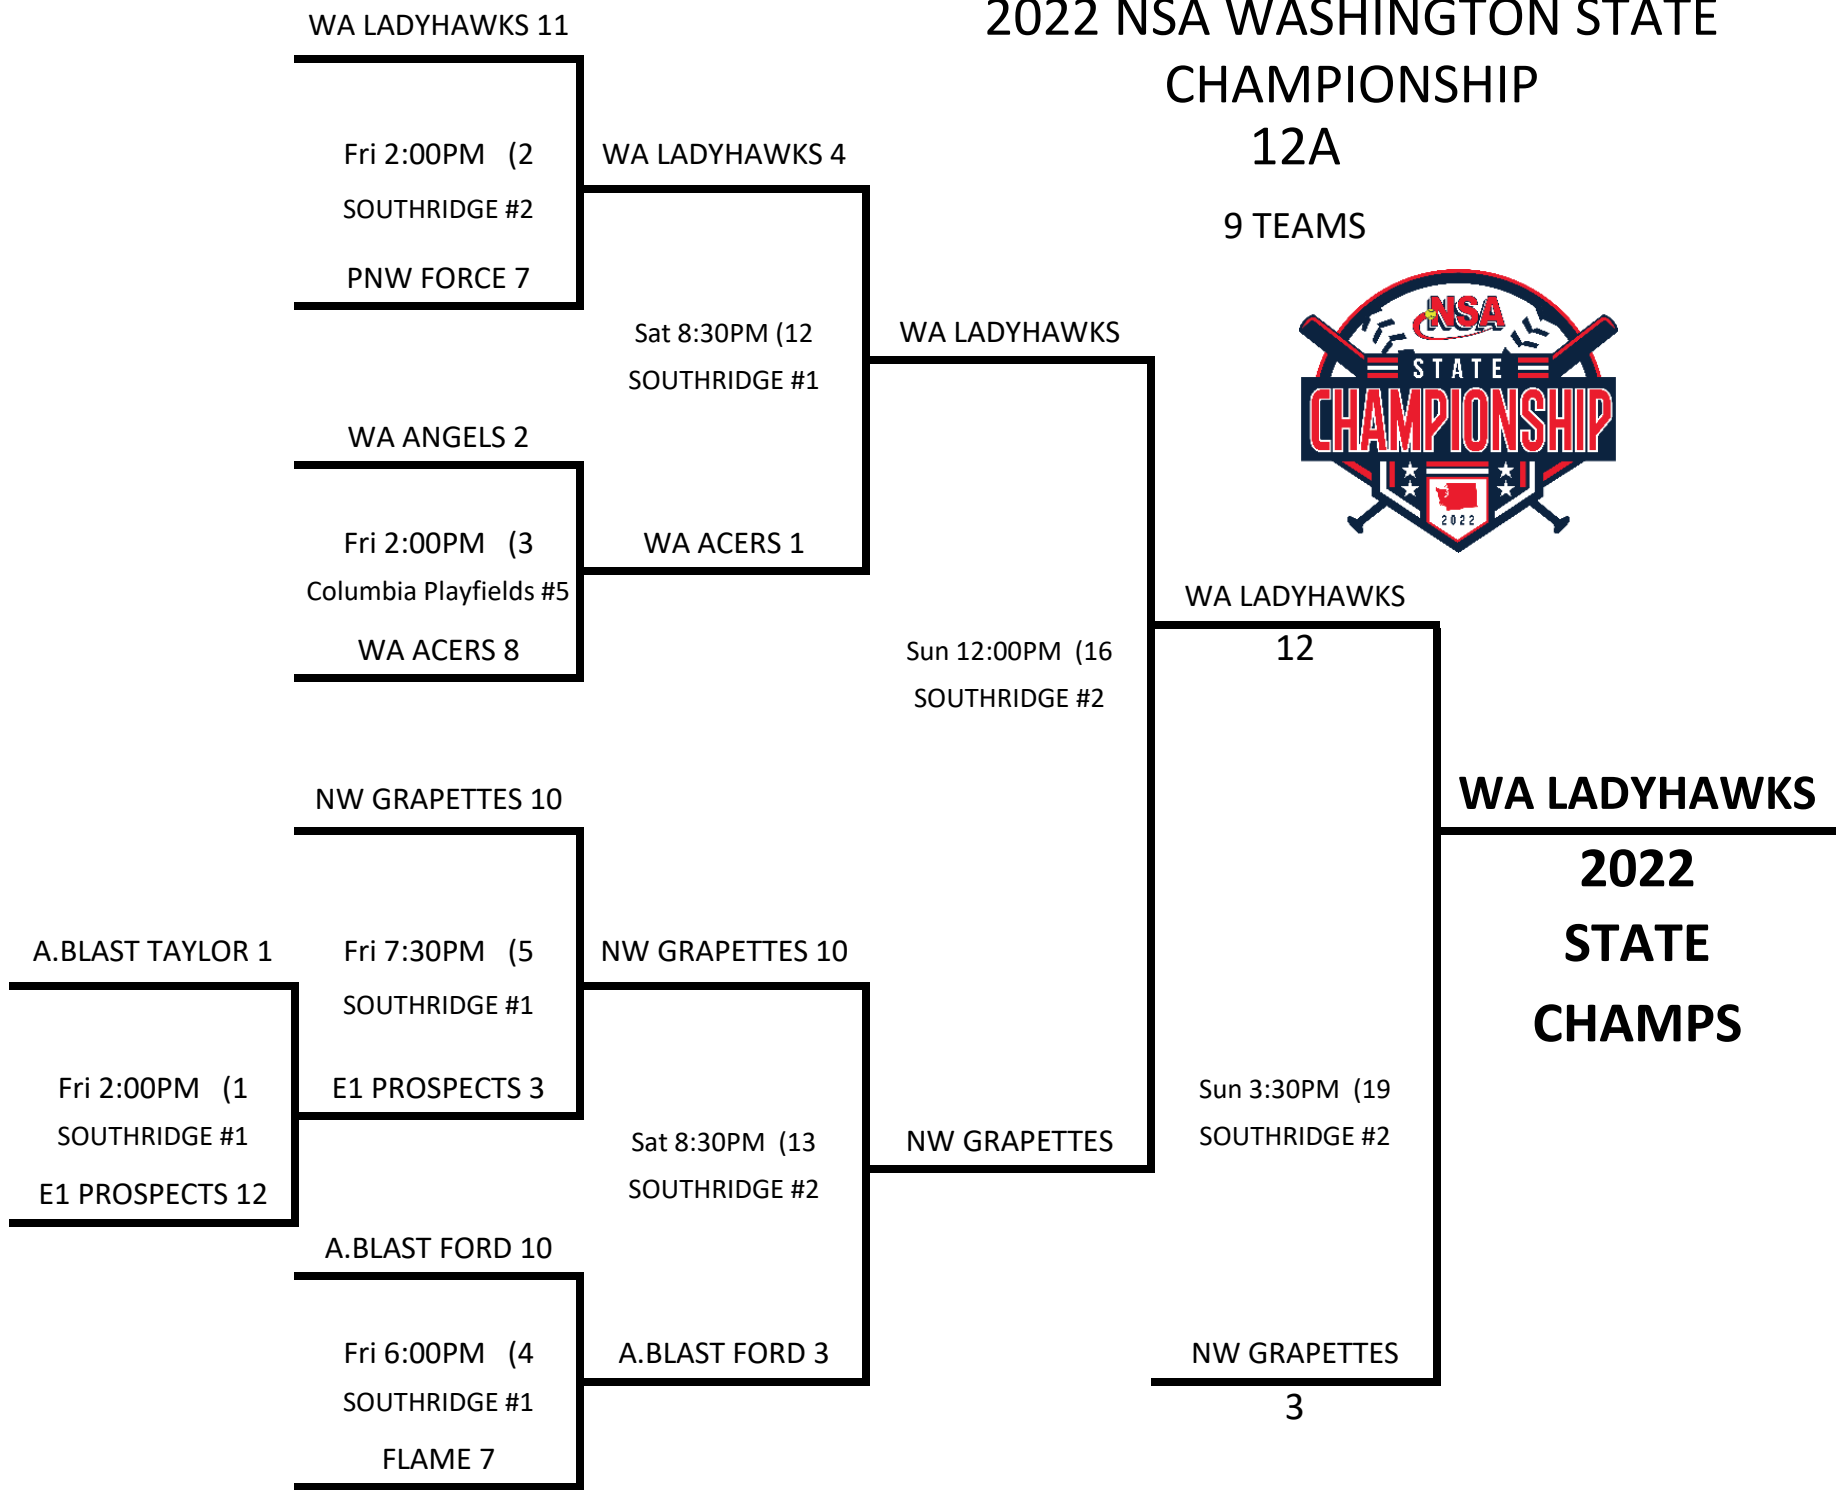 2022 NSA WASHINGTON STATE
CHAMPIONSHIP
12A
9 TEAMS
NSA
STATE
CHAMPIONSHIP
2022
WA LADYHAWKS 11
Fri 2:00PM (2
SOUTHRIDGE #2
PNW FORCE 7
WA ANGELS 2
Fri 2:00PM (3
Columbia Playfields #5
WA ACERS 8
NW GRAPETTES 10
Fri 7:30PM (5
SOUTHRIDGE #1
E1 PROSPECTS 3
A.BLAST TAYLOR 1
Fri 2:00PM (1
SOUTHRIDGE #1
E1 PROSPECTS 12
A.BLAST FORD 10
Fri 6:00PM (4
SOUTHRIDGE #1
FLAME 7
WA LADYHAWKS 4
Sat 8:30PM (12
SOUTHRIDGE #1
WA ACERS 1
NW GRAPETTES 10
Sat 8:30PM (13
SOUTHRIDGE #2
A.BLAST FORD 3
WA LADYHAWKS
Sun 12:00PM (16
SOUTHRIDGE #2
NW GRAPETTES
WA LADYHAWKS
12
Sun 3:30PM (19
SOUTHRIDGE #2
NW GRAPETTES
3
WA LADYHAWKS
2022
STATE
CHAMPS